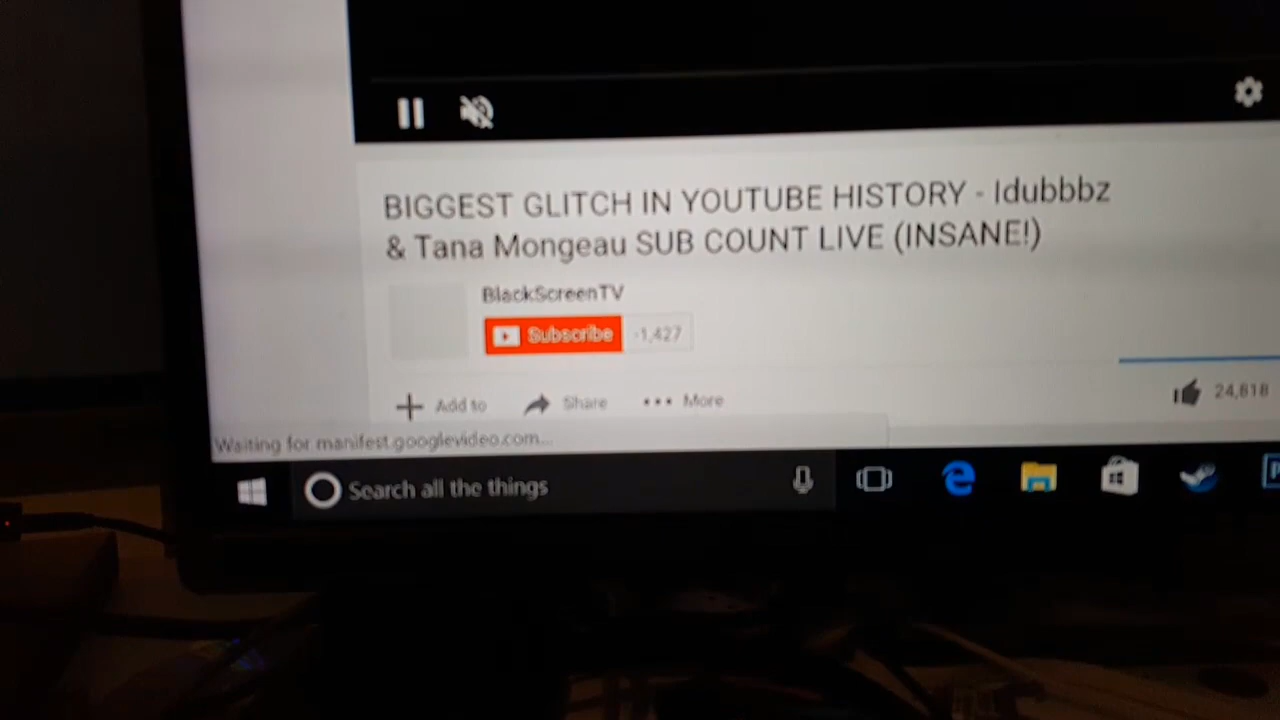 BIGGEST GLITCH IN YOUTUBE HISTORY - Idubbbz
& Tana Mongeau SUB COUNT LIVE (INSANE!)
BlackScreenTV
Subscribe -1,427
Add to Share More 24,818
Waiting for manifest.googlevideo.com...
Search all the things